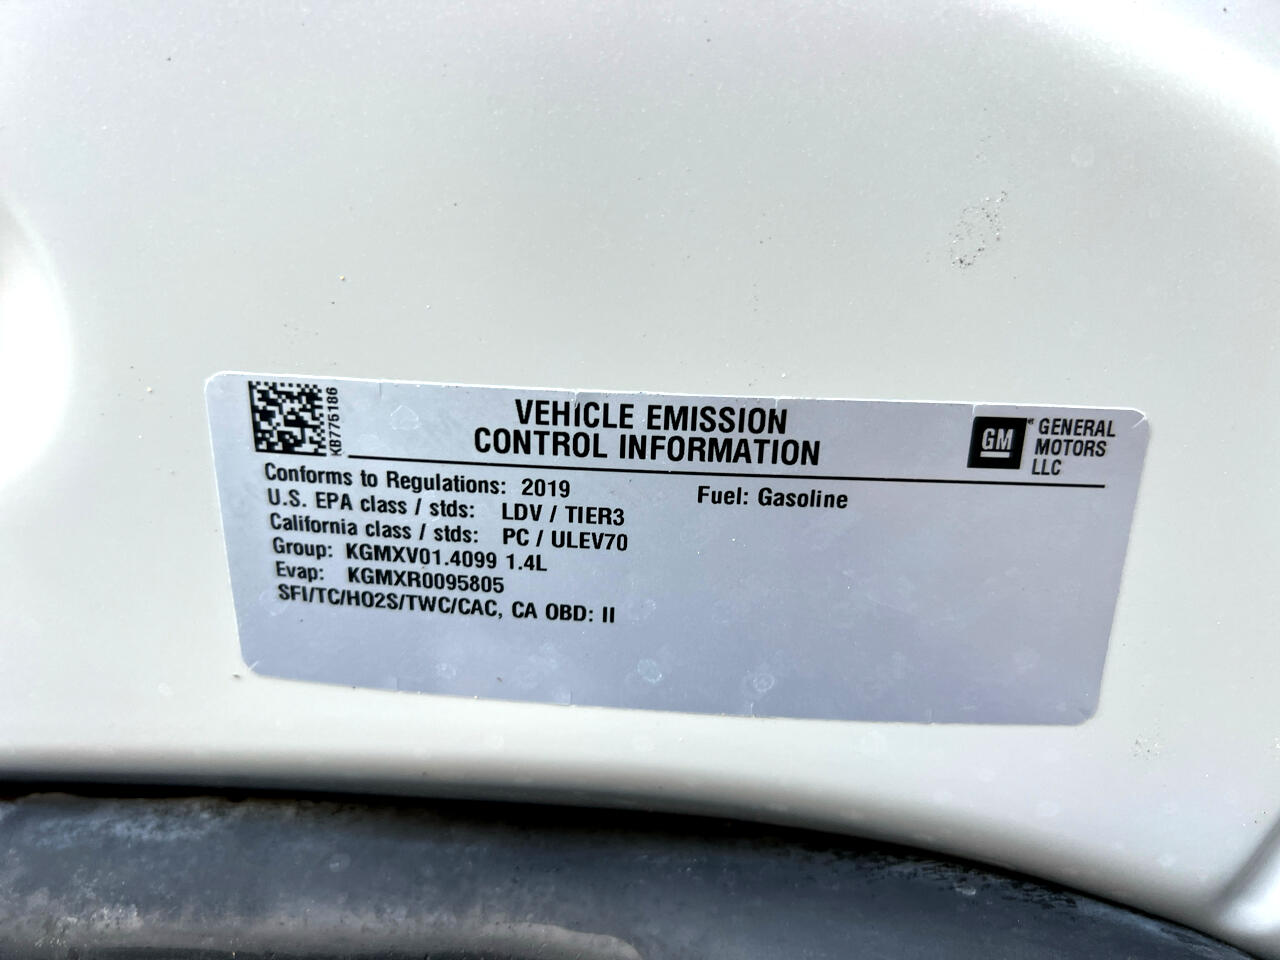 KB775186
VEHICLE EMISSION
CONTROL INFORMATION
GM
GENERAL
MOTORS
LLC
Conforms to Regulations: 2019
Fuel: Gasoline
U.S. EPA class / stds: LDV / TIER3
California class / stds: PC / ULEV70
Group: KGMXV01.4099 1.4L
Evap: KGMXR0095805
SFI/TC/HO2S/TWC/CAC, CA OBD: II